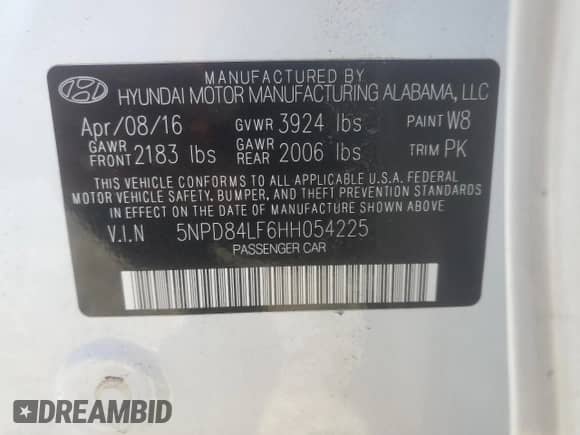 MANUFACTURED BY
HYUNDAI MOTOR MANUFACTURING ALABAMA, LLC
Apr/08/16 GVWR 3924 lbs PAINT W8
GAWR FRONT 2183 lbs GAWR REAR 2006 lbs TRIM PK
THIS VEHICLE CONFORMS TO ALL APPLICABLE U.S.A. FEDERAL
MOTOR VEHICLE SAFETY, BUMPER, AND THEFT PREVENTION STANDARDS
IN EFFECT ON THE DATE OF MANUFACTURE SHOWN ABOVE
V.I.N 5NPD84LF6HH054225
PASSENGER CAR
DREAMBID